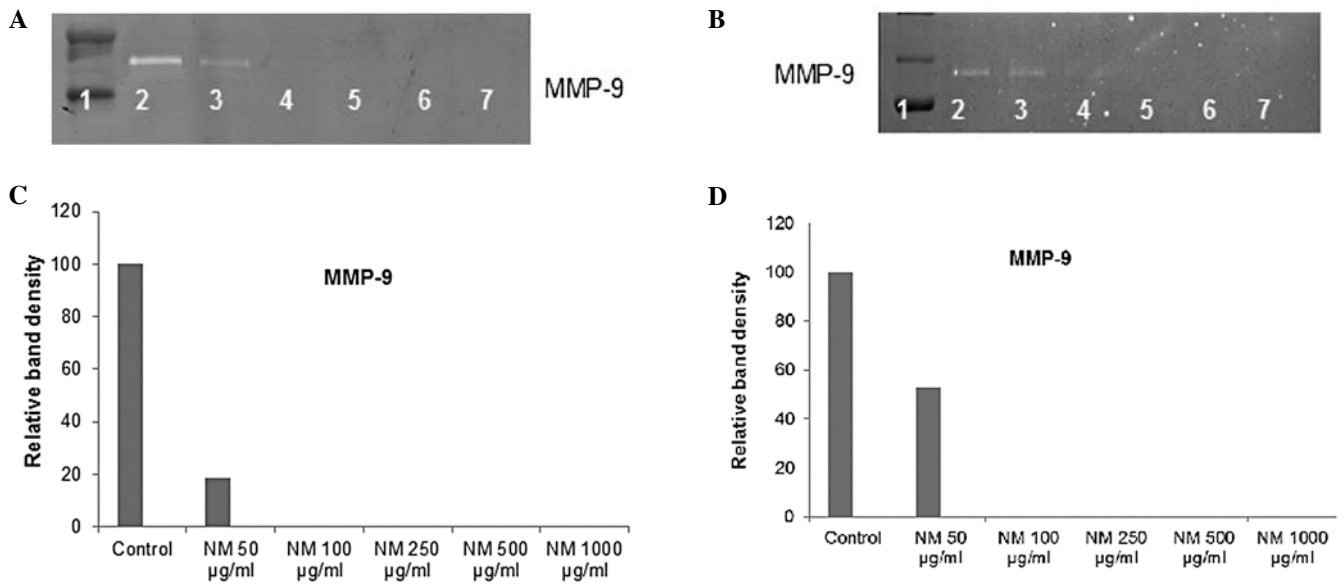 A
1 2 3 4 5 6 7
MMP-9
B
MMP-9
1 2 3 4 5 6 7
C
120
100
80
60
40
20
0
Relative band density
MMP-9
Control
NM 50 µg/ml
NM 100 µg/ml
NM 250 µg/ml
NM 500 µg/ml
NM 1000 µg/ml
D
120
100
80
60
40
20
0
Relative band density
MMP-9
Control
NM 50 µg/ml
NM 100 µg/ml
NM 250 µg/ml
NM 500 µg/ml
NM 1000 µg/ml